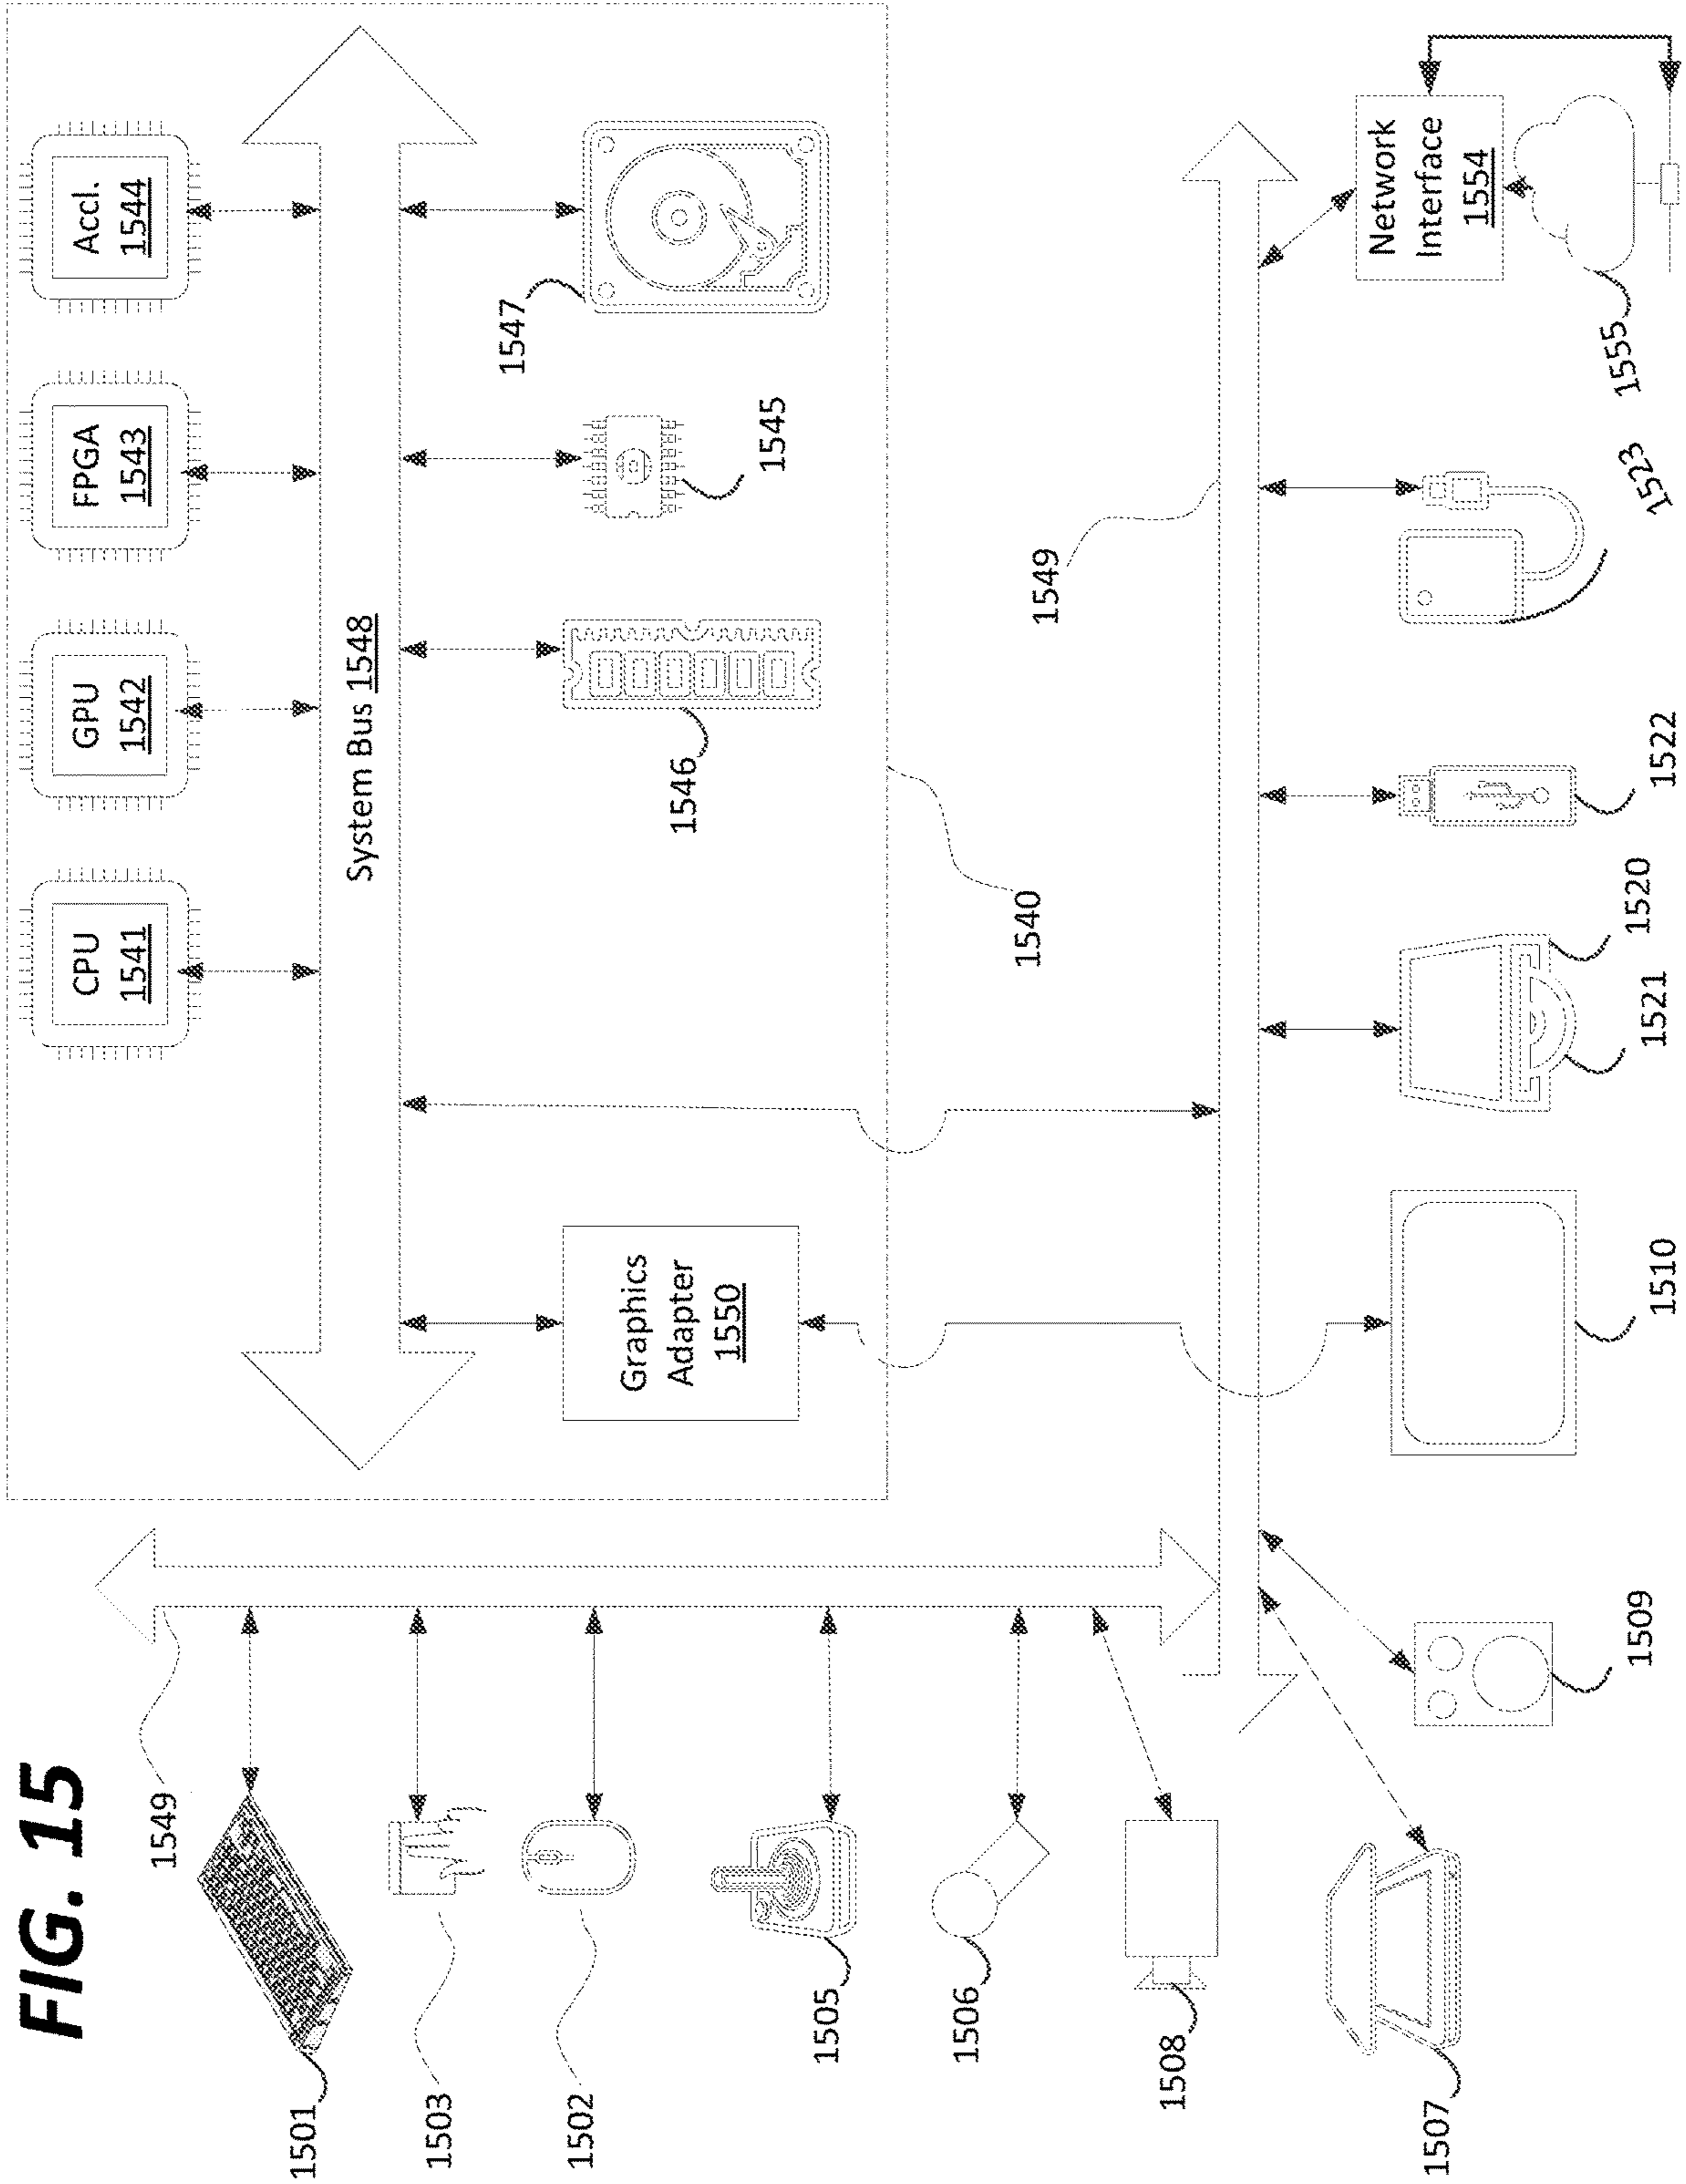 FIG. 15
CPU
1541
GPU
1542
FPGA
1543
Accl.
1544
System Bus 1548
Graphics
Adapter
1550
1546
1545
1547
1540
1549
1549
1501
1503
1502
1505
1506
1508
1507
1509
1510
1521
1520
1522
1523
Network
Interface
1554
1555